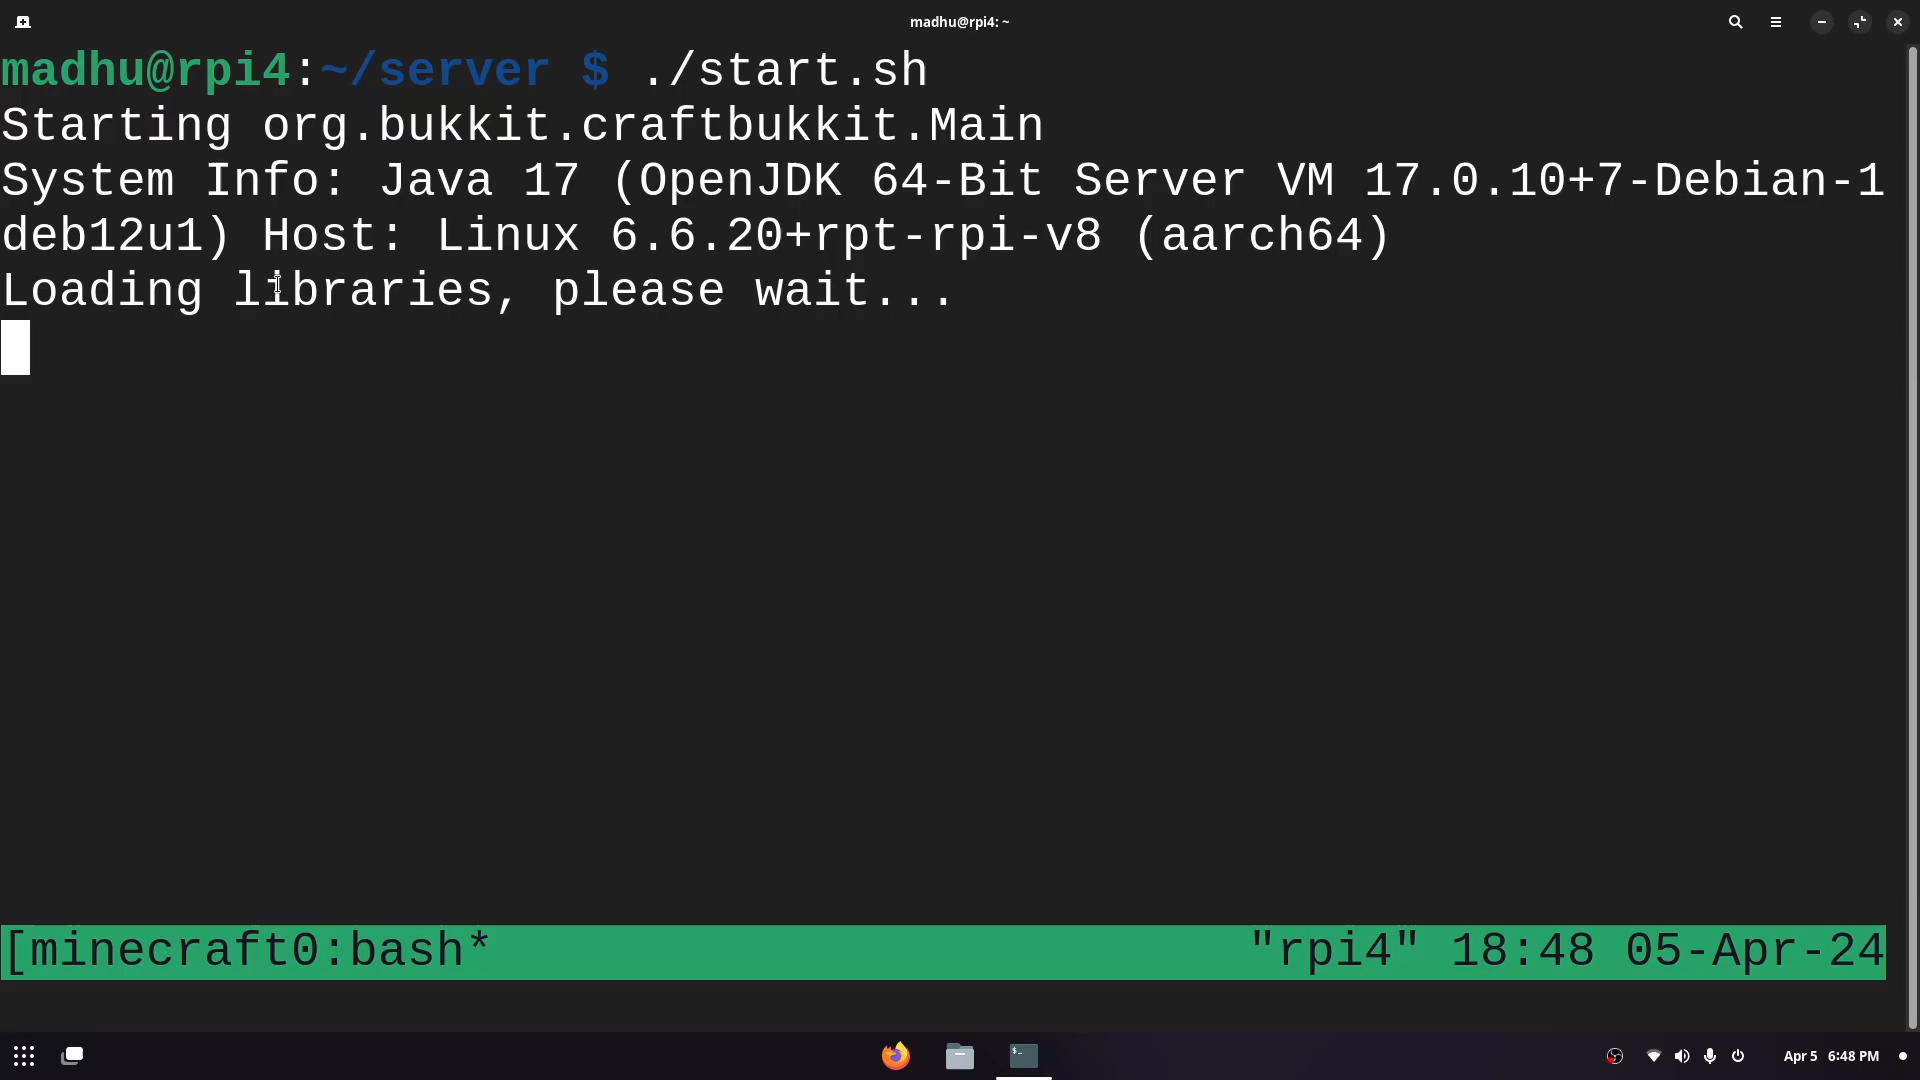 madhu@rpi4: ~
madhu@rpi4:~/server $ ./start.sh
Starting org.bukkit.craftbukkit.Main
System Info: Java 17 (OpenJDK 64-Bit Server VM 17.0.10+7-Debian-1
deb12u1) Host: Linux 6.6.20+rpt-rpi-v8 (aarch64)
Loading libraries, please wait...
[minecraft0:bash* "rpi4" 18:48 05-Apr-24
Apr 5 6:48 PM